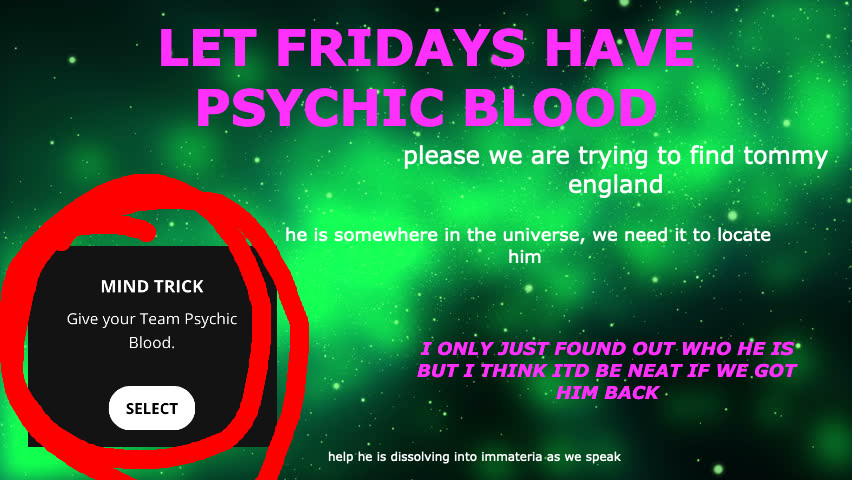 LET FRIDAYS HAVE
PSYCHIC BLOOD
please we are trying to find tommy
england
he is somewhere in the universe, we need it to locate
him
MIND TRICK
Give your Team Psychic
Blood.
SELECT
I ONLY JUST FOUND OUT WHO HE IS
BUT I THINK ITD BE NEAT IF WE GOT
HIM BACK
help he is dissolving into immateria as we speak